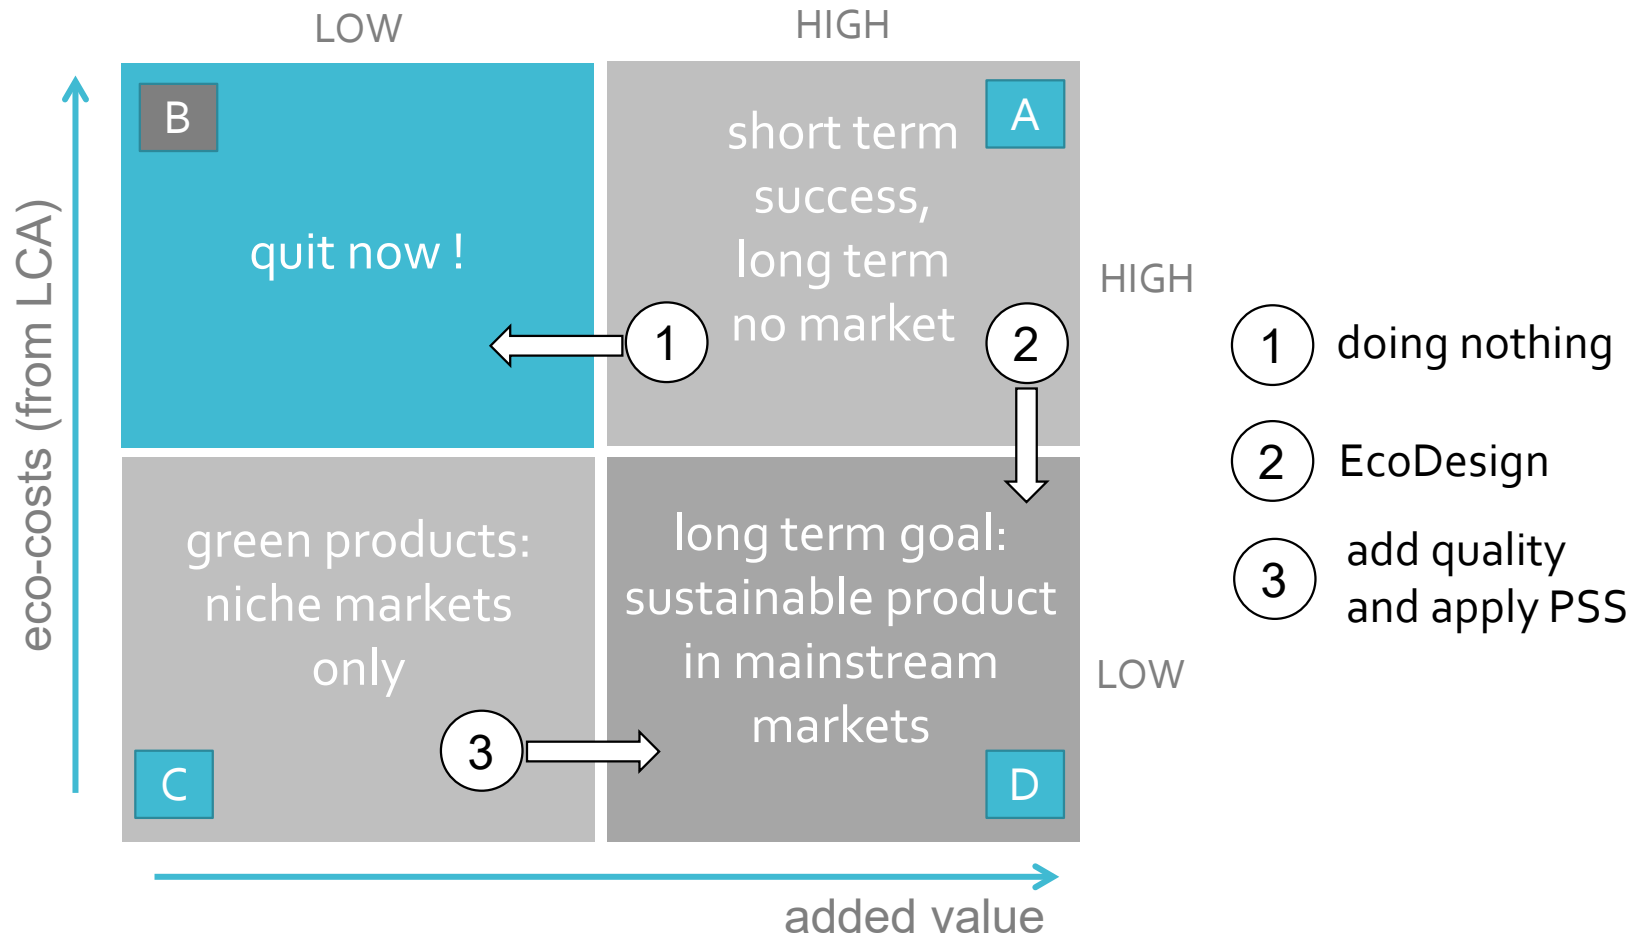 LOW
HIGH
B
A
quit now !
short term
success,
long term
no market
HIGH
1
2
eco-costs (from LCA)
green products:
niche markets
only
long term goal:
sustainable product
in mainstream
markets
LOW
3
C
D
added value
1 doing nothing
2 EcoDesign
3 add quality
and apply PSS